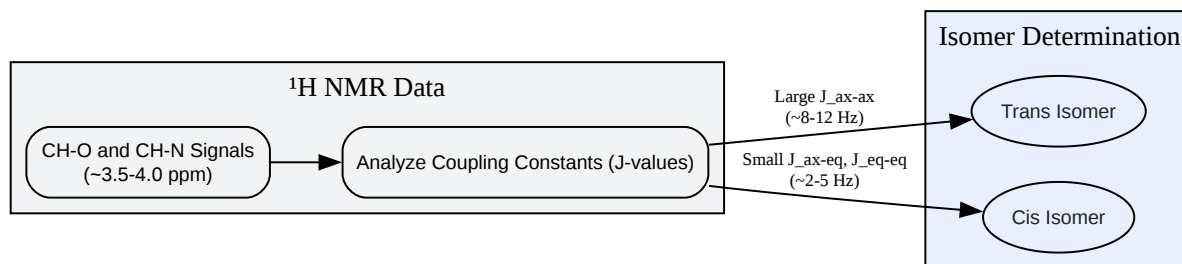 Isomer Determination
¹H NMR Data
CH-O and CH-N Signals
(~3.5-4.0 ppm)
Analyze Coupling Constants (J-values)
Large J_ax-ax
(~8-12 Hz)
Small J_ax-eq, J_eq-eq
(~2-5 Hz)
Trans Isomer
Cis Isomer